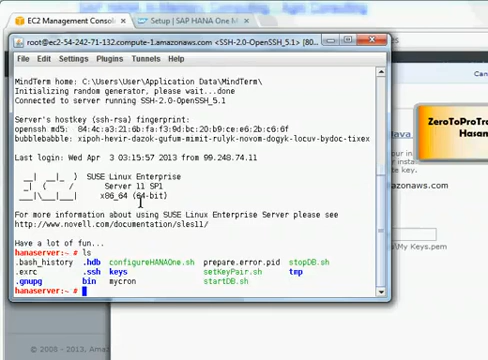 EC2 Management Consol
Setup | SAP HANA One M
root@ec2-54-242-71-132.compute-1.amazonaws.com <SSH-2.0-OpenSSH_5.1> [80...
File Edit Settings Plugins Tunnels
MindTerm home: C:\Users\User\Application Data\MindTerm\
Initializing random generator, please wait...done
Connected to server running SSH-2.0-OpenSSH_5.1
Server's hostkey (ssh-rsa) fingerprint:
openssh md5: 84:4c:a3:21:6b:fa:f3:9d:bc:20:b9:ce:e6:2b:c6:6f
bubblebabble: xipoh-hevir-dazok-gufum-mimit-rulyk-novom-dogyk-locuv-bydoc-tixex
Last login: Wed Apr 3 03:15:57 2013 from 99.248.74.11
SUSE Linux Enterprise
Server 11 SP1
x86_64 (64-bit)
For more information about using SUSE Linux Enterprise Server please see
http://www.novell.com/documentation/sles11/
Have a lot of fun...
hanaserver:~ # ls
.bash_history .hdb configureHANAOne.sh prepare.error.pid stopDB.sh
.exrc .ssh keys setKeyPair.sh tmp
.gnupg bin mycron startDB.sh
hanaserver:~ #
Can
ZeroToProTra
Hasan
Java
your in
azonaws.com
\My Keys.pem
© 2008 - 2013, Amaz